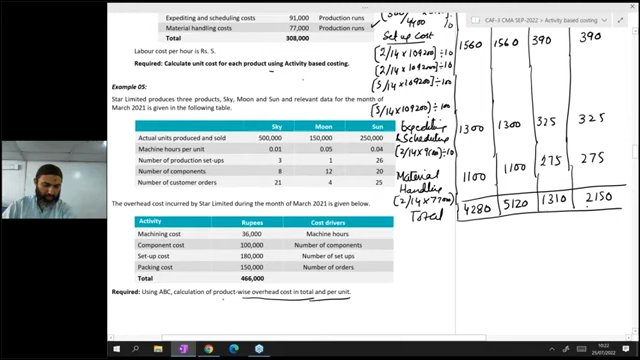 Expediting and scheduling costs 91,000 Production runs
Material handling costs 77,000 Production runs
Total 308,000
Labour cost per hour is Rs. 5.
Required: Calculate unit cost for each product using Activity based costing.
Example 05:
Star Limited produces three products, Sky, Moon and Sun and relevant data for the month of
March 2021 is given in the following table.
Sky Moon Sun
Actual units produced and sold 500,000 150,000 250,000
Machine hours per unit 0.01 0.05 0.04
Number of production set-ups 3 1 26
Number of components 8 12 20
Number of customer orders 21 4 25
The overhead cost incurred by Star Limited during the month of March 2021 is given below.
Activity Rupees Cost drivers
Machining cost 36,000 Machine hours
Component cost 100,000 Number of components
Set-up cost 180,000 Number of set ups
Packing cost 150,000 Number of orders
Total 466,000
Required: Using ABC, calculation of product-wise overhead cost in total and per unit.
Set up Cost 1560 1560 390 390
(2/14 x 109200) ÷ 10
(2/14 x 109200) ÷ 10
(5/14 x 109200) ÷ 100
(5/14 x 109200) ÷ 100
Expediting 1300 1300 325 325
& Scheduling
Material 1100 1100 275 275
Handling
(2/14 x 77000)
Total 4280 5120 1310 2150
CAF-3 CMA SEP-2022 / Activity based costing
10:22
25/07/2022